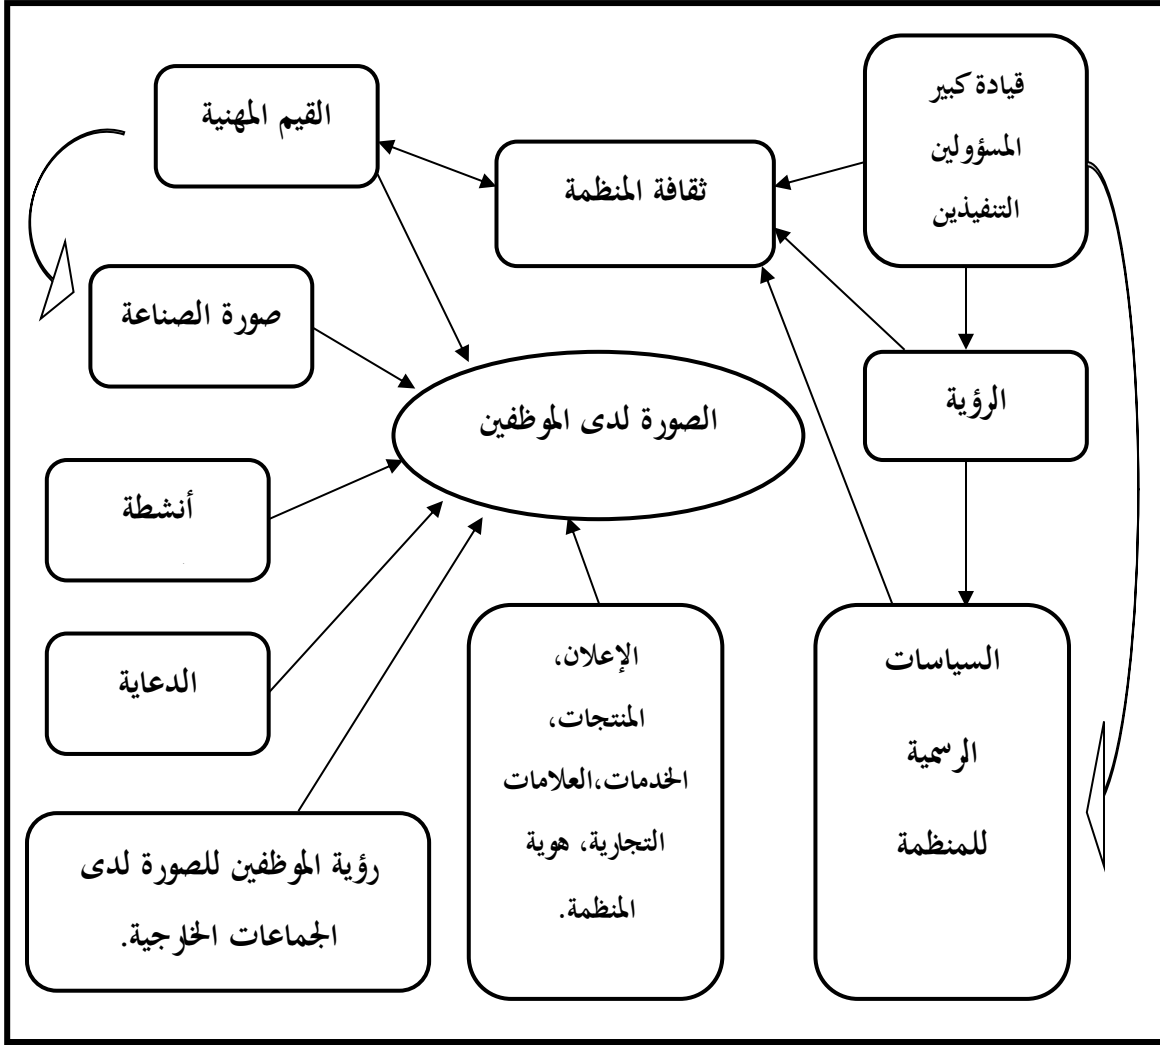 قيادة كبير
المسؤولين
التنفيذين
القيم المهنية
ثقافة المنظمة
صورة الصناعة
الرؤية
الصورة لدى الموظفين
أنشطة
السياسات
الرسمية
للمنظمة
الإعلان،
المنتجات،
الخدمات،العلامات
التجارية، هوية
المنظمة.
الدعاية
رؤية الموظفين للصورة لدى
الجماعات الخارجية.